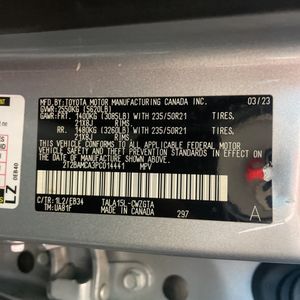 MFD.BY:TOYOTA MOTOR MANUFACTURING CANADA INC. 03/23
GVWR:2550KG (5620LB)
GAWR:FRT. 1400KG (3085LB) WITH 235/50R21 TIRES,
21X8J RIMS,
RR. 1480KG (3260LB) WITH 235/50R21 TIRES,
21X8J RIMS,
THIS VEHICLE CONFORMS TO ALL APPLICABLE FEDERAL MOTOR
VEHICLE SAFETY AND THEFT PREVENTION STANDARDS IN EFFECT
ON THE DATE OF MANUFACTURE SHOWN ABOVE.
2T2BAMCA3PC014441 MPV
C/TR:1L2/EB34 TALA15L-CWZGTA
TM:UA81F MADE IN CANADA 297
A
0EB40
Z